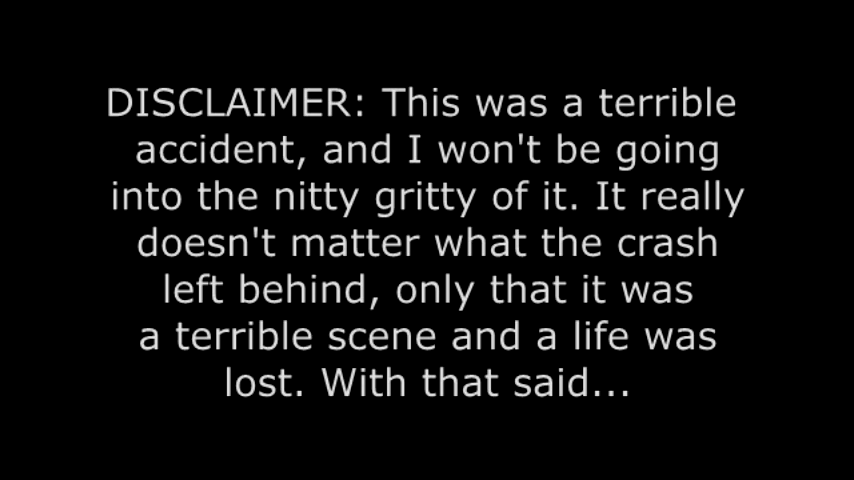 DISCLAIMER: This was a terrible
accident, and I won't be going
into the nitty gritty of it. It really
doesn't matter what the crash
left behind, only that it was
a terrible scene and a life was
lost. With that said...